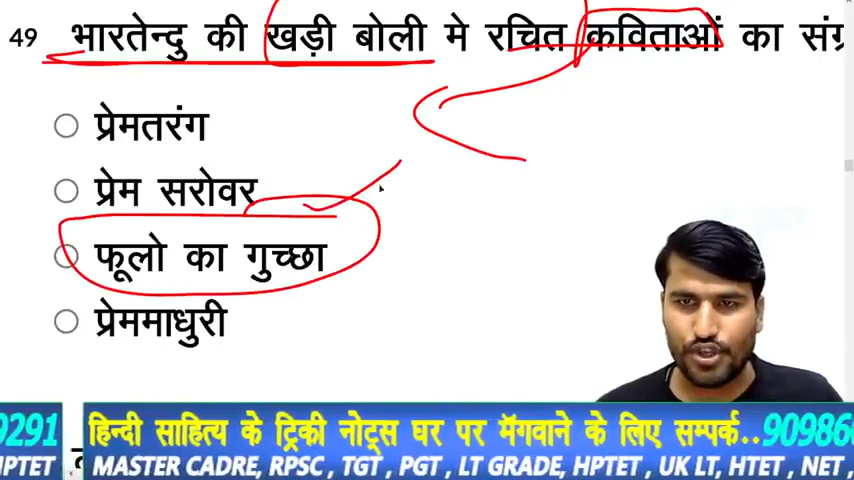 49 भारतेन्दु की खड़ी बोली मे रचित कविताओं का
प्रेमतरंग
प्रेम सरोवर
फूलो का गुच्छा
प्रेममाधुरी
9291 हिन्दी साहित्य के ट्रिकी नोट्स घर पर मँगवाने के लिए सम्पर्क..90986
HPTET MASTER CADRE, RPSC, TGT , PGT , LT GRADE, HPTET , UK LT, HTET , NET ,